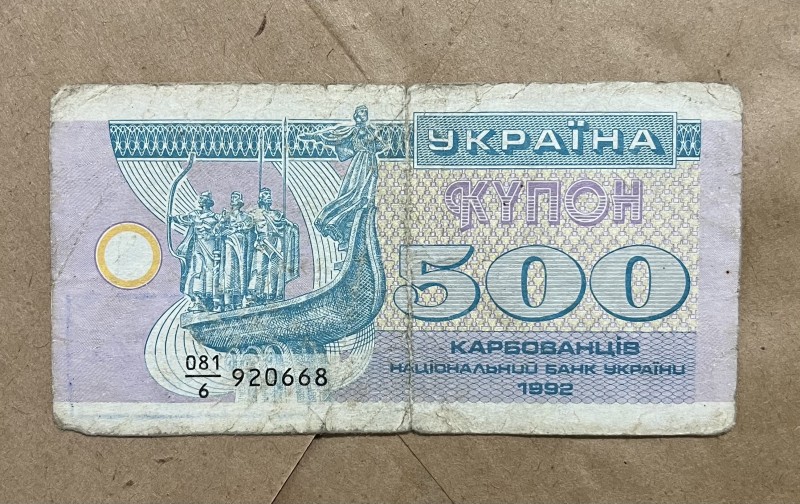 УКРАЇНА
КУПОН
500
КАРБОВАНЦІВ
НАЦІОНАЛЬНИЙ БАНК УКРАЇНИ
1992
081/6 920668